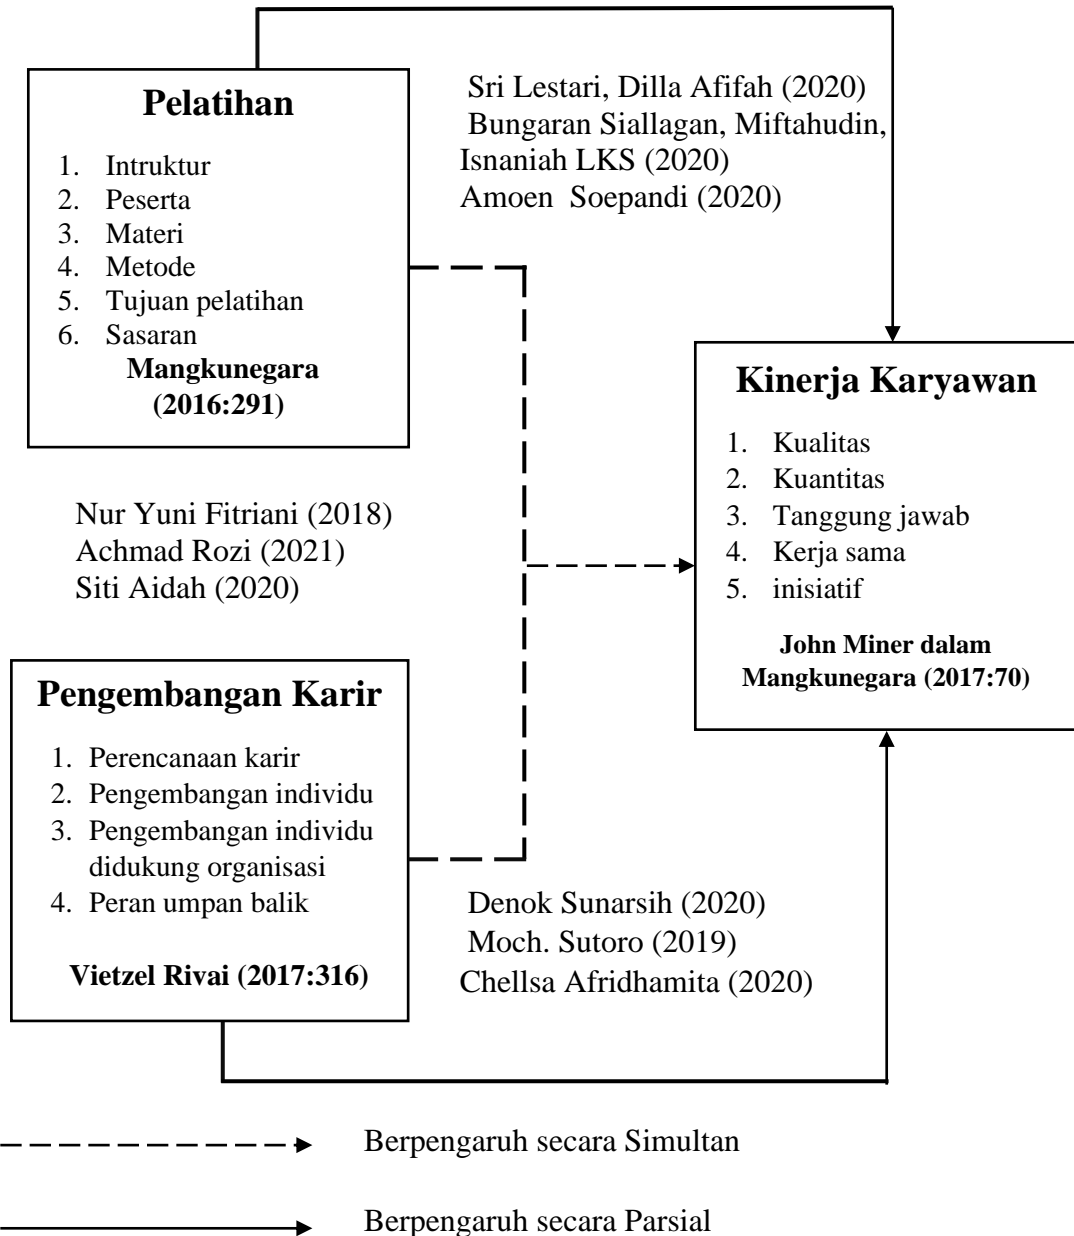 Pelatihan
1. Intruktur
2. Peserta
3. Materi
4. Metode
5. Tujuan pelatihan
6. Sasaran
Mangkunegara
(2016:291)
Sri Lestari, Dilla Afifah (2020)
Bungaran Siallagan, Miftahudin,
Isnaniah LKS (2020)
Amoen Soepandi (2020)
Nur Yuni Fitriani (2018)
Achmad Rozi (2021)
Siti Aidah (2020)
Kinerja Karyawan
1. Kualitas
2. Kuantitas
3. Tanggung jawab
4. Kerja sama
5. inisiatif
John Miner dalam
Mangkunegara (2017:70)
Pengembangan Karir
1. Perencanaan karir
2. Pengembangan individu
3. Pengembangan individu
didukung organisasi
4. Peran umpan balik
Vietzel Rivai (2017:316)
Denok Sunarsih (2020)
Moch. Sutoro (2019)
Chellsa Afridhamita (2020)
Berpengaruh secara Simultan
Berpengaruh secara Parsial